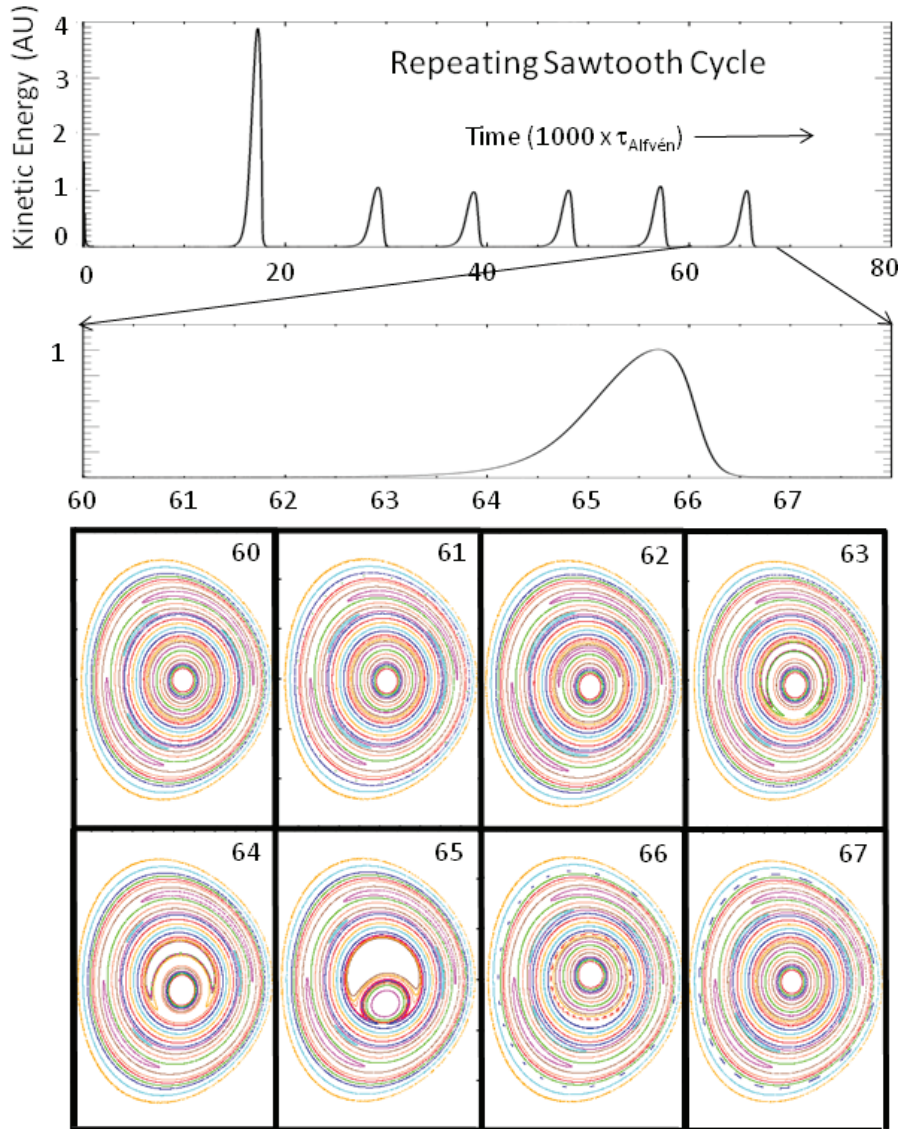 Kinetic Energy (AU)
4
3
2
1
0
Repeating Sawtooth Cycle
Time (1000 x τAlfvén)
0 20 40 60 80
1
60 61 62 63 64 65 66 67
60 61 62 63
64 65 66 67